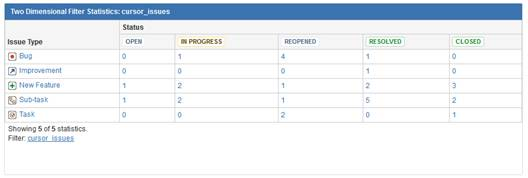 Two Dimensional Filter Statistics: cursor_issues
Status
Issue Type OPEN IN PROGRESS REOPENED RESOLVED CLOSED
Bug 0 1 4 1 0
Improvement 0 0 0 1 0
New Feature 1 2 1 2 3
Sub-task 1 2 1 5 2
Task 0 0 2 0 1
Showing 5 of 5 statistics.
Filter: cursor_issues